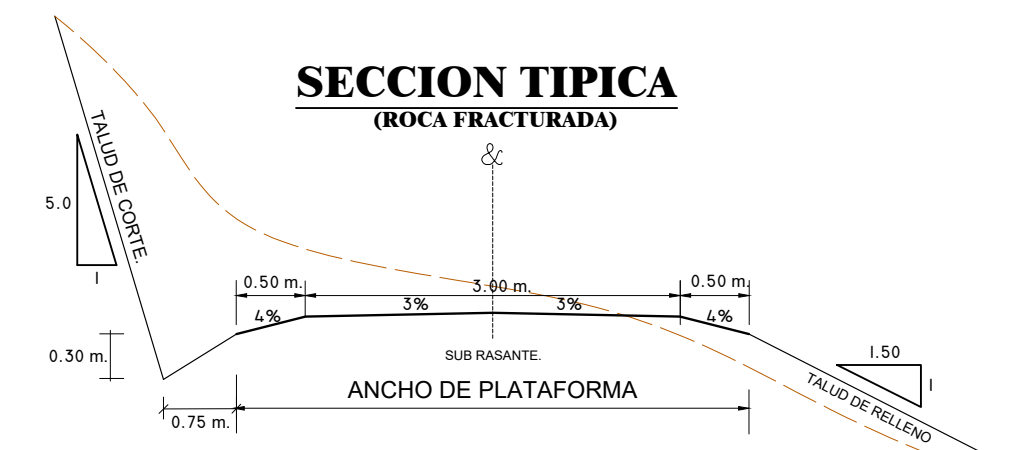 SECCION TIPICA
(ROCA FRACTURADA)
&
TALUD DE CORTE.
5.0
1
0.50 m.
3.00 m.
0.50 m.
4%
3%
3%
4%
0.30 m.
SUB RASANTE.
1.50
1
ANCHO DE PLATAFORMA
TALUD DE RELLENO
0.75 m.